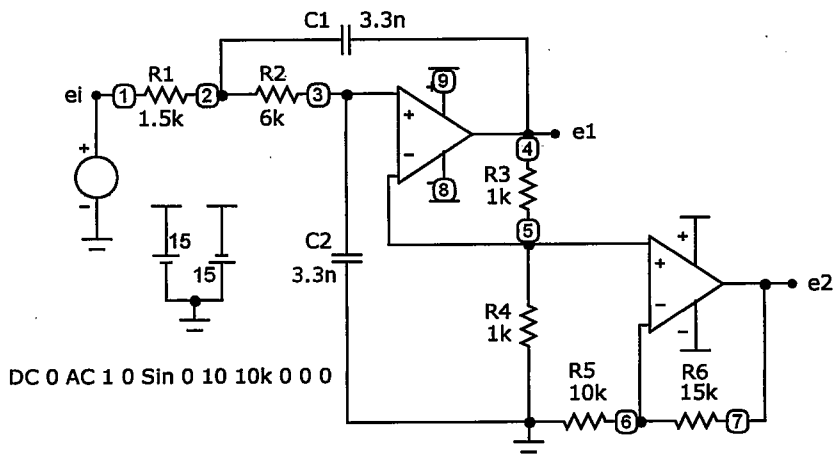 C1 3.3n
ei 1 R1 2 R2 3
1.5k 6k
+ 9
+
−
− 8
4 e1
R3
1k
5
+
−
15
15
C2
3.3n
R4
1k
+
+
−
−
e2
DC 0 AC 1 0 Sin 0 10 10k 0 0 0
R5 R6
10k 15k
6 7